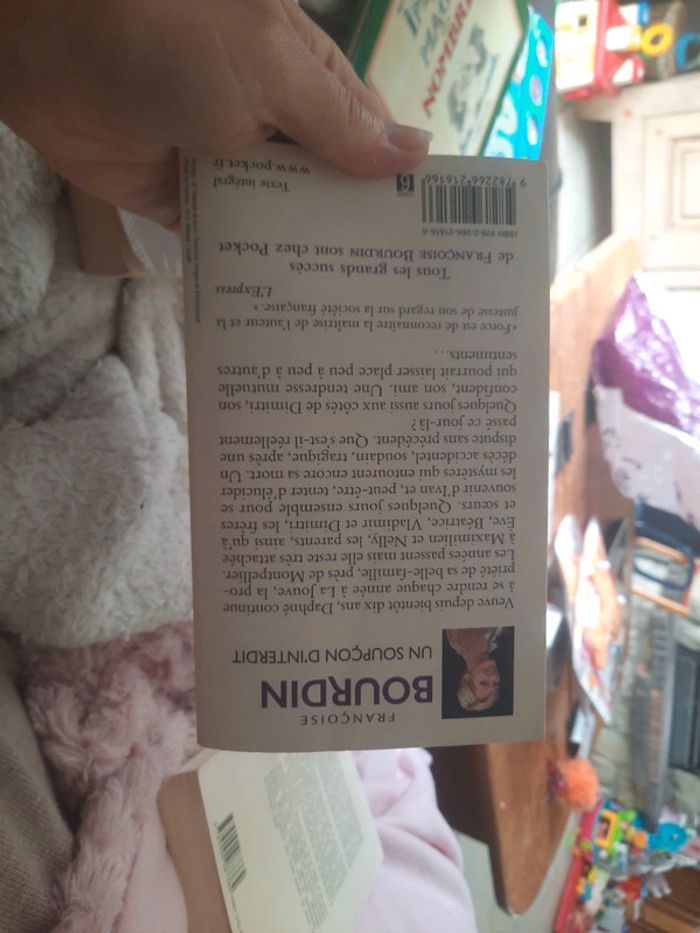 FRANÇOISE
BOURDIN
UN SOUPÇON D'INTERDIT
Veuve depuis bientôt dix ans, Daphné continue
à se rendre chaque année à La Jouve, la pro-
priété de sa belle-famille, près de Montpellier.
Les années passent mais elle reste très attachée
à Maximilien et Nelly, les parents, ainsi qu'à
Ève, Béatrice, Vladimir et Dimitri, les frères
et sœurs. Quelques jours ensemble pour se
souvenir d'Ivan et, peut-être, tenter d'élucider
les mystères qui entourent encore sa mort. Un
décès accidentel, soudain, tragique, après une
dispute sans précédent. Que s'est-il réellement
passé ce jour-là ?
Quelques jours aussi aux côtés de Dimitri, son
confident, son ami. Une tendresse mutuelle
qui pourrait laisser place peu à peu à d'autres
sentiments...
«Force est de reconnaître la maîtrise de l'auteur et la
justesse de son regard sur la société française.»
L'Express
Tous les grands succès
de FRANÇOISE BOURDIN sont chez Pocket
ISBN 978-2-266-21616-6
9 782266 216166
6
Texte intégral
www.pocket.fr
NOMBRE